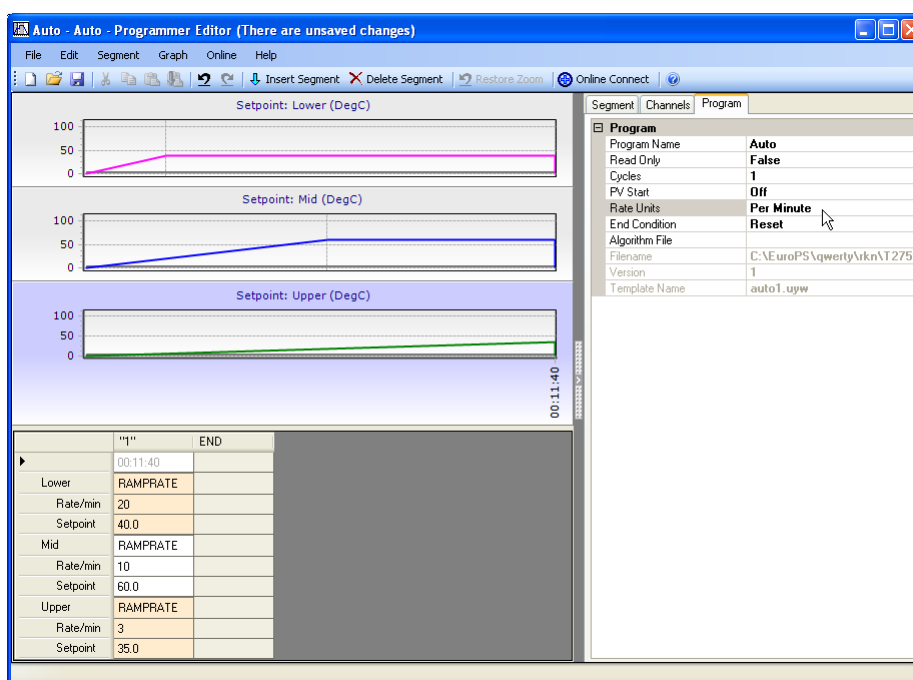 Auto - Auto - Programmer Editor (There are unsaved changes)
File Edit Segment Graph Online Help
Insert Segment Delete Segment Restore Zoom Online Connect
Setpoint: Lower (DegC)
100
50
0
Setpoint: Mid (DegC)
100
50
0
Setpoint: Upper (DegC)
100
50
0
00:11:40
"1" END
00:11:40
Lower RAMPRATE
Rate/min 20
Setpoint 40.0
Mid RAMPRATE
Rate/min 10
Setpoint 60.0
Upper RAMPRATE
Rate/min 3
Setpoint 35.0
Segment Channels Program
Program
Program Name Auto
Read Only False
Cycles 1
PV Start Off
Rate Units Per Minute
End Condition Reset
Algorithm File
Filename C:\EuroPS\qwerty\rkn\T275
Version 1
Template Name auto1.uyw